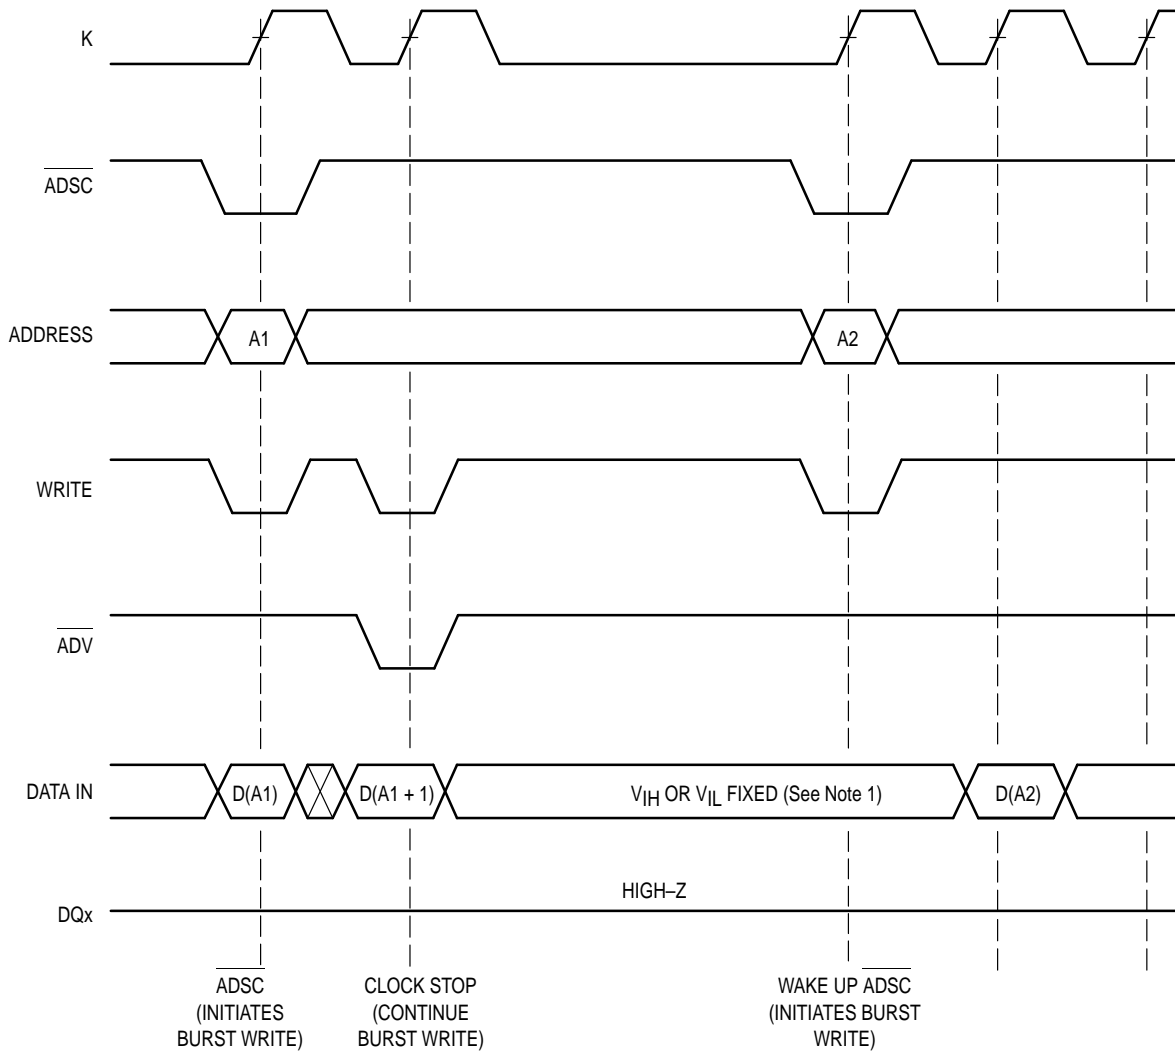 K
ADSC
ADDRESS
A1
A2
WRITE
ADV
DATA IN
D(A1)
D(A1 + 1)
VIH OR VIL FIXED (See Note 1)
D(A2)
HIGH–Z
DQx
ADSC
(INITIATES
BURST WRITE)
CLOCK STOP
(CONTINUE
BURST WRITE)
WAKE UP ADSC
(INITIATES BURST
WRITE)